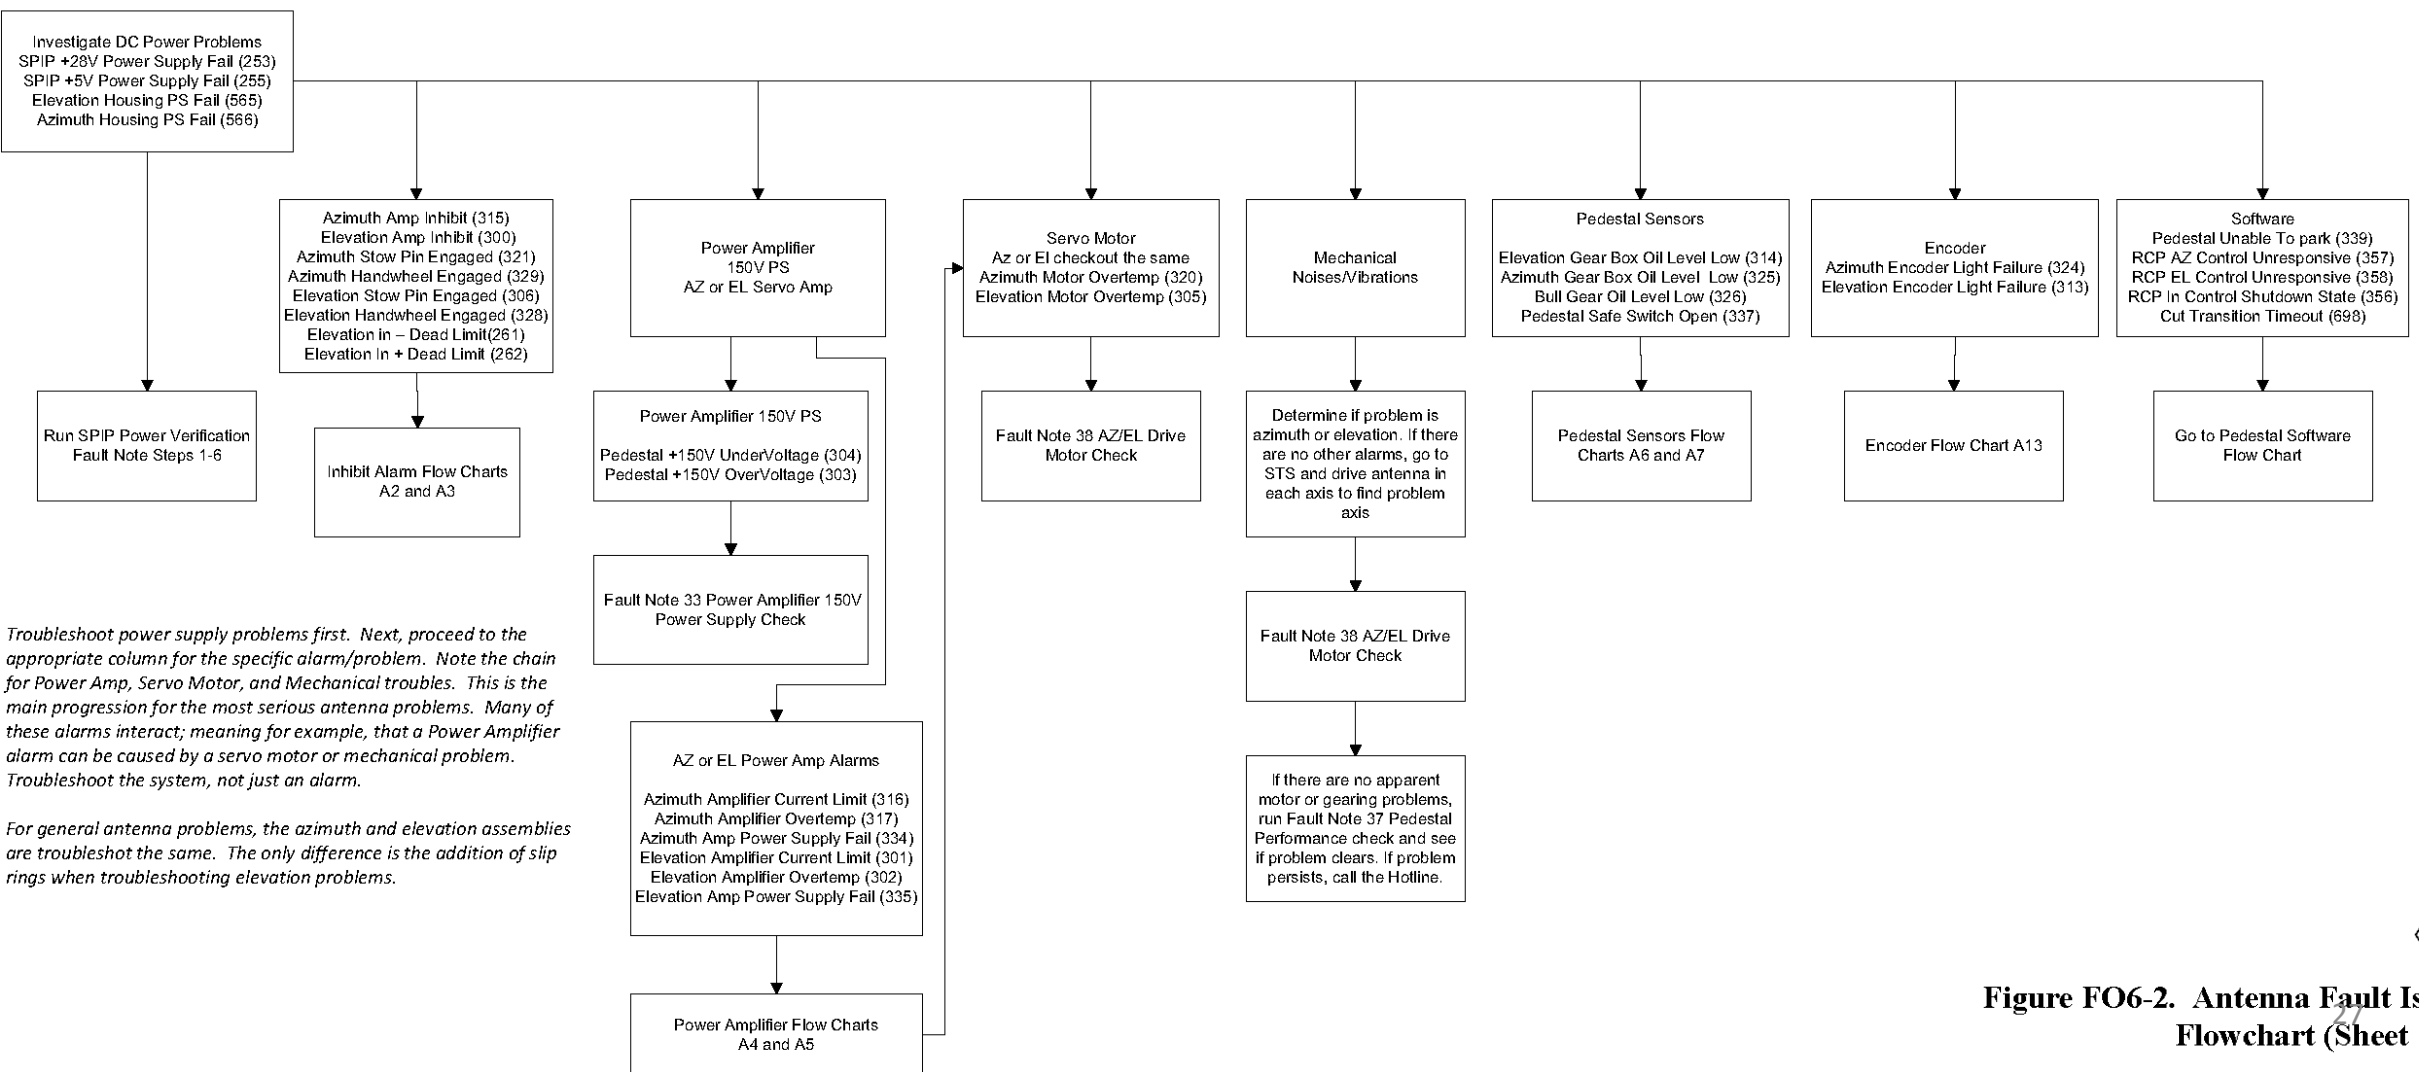 Investigate DC Power Problems
SPIP +28V Power Supply Fail (253)
SPIP +5V Power Supply Fail (255)
Elevation Housing PS Fail (565)
Azimuth Housing PS Fail (566)
Run SPIP Power Verification
Fault Note Steps 1-6
Azimuth Amp Inhibit (315)
Elevation Amp Inhibit (300)
Azimuth Stow Pin Engaged (321)
Azimuth Handwheel Engaged (329)
Elevation Stow Pin Engaged (306)
Elevation Handwheel Engaged (328)
Elevation in – Dead Limit(261)
Elevation In + Dead Limit (262)
Inhibit Alarm Flow Charts
A2 and A3
Power Amplifier
150V PS
AZ or EL Servo Amp
Power Amplifier 150V PS
Pedestal +150V UnderVoltage (304)
Pedestal +150V OverVoltage (303)
Fault Note 33 Power Amplifier 150V
Power Supply Check
AZ or EL Power Amp Alarms
Azimuth Amplifier Current Limit (316)
Azimuth Amplifier Overtemp (317)
Azimuth Amp Power Supply Fail (334)
Elevation Amplifier Current Limit (301)
Elevation Amplifier Overtemp (302)
Elevation Amp Power Supply Fail (335)
Power Amplifier Flow Charts
A4 and A5
Servo Motor
Az or El checkout the same
Azimuth Motor Overtemp (320)
Elevation Motor Overtemp (305)
Fault Note 38 AZ/EL Drive
Motor Check
Mechanical
Noises/Vibrations
Determine if problem is
azimuth or elevation. If there
are no other alarms, go to
STS and drive antenna in
each axis to find problem
axis
Fault Note 38 AZ/EL Drive
Motor Check
If there are no apparent
motor or gearing problems,
run Fault Note 37 Pedestal
Performance check and see
if problem clears. If problem
persists, call the Hotline.
Pedestal Sensors
Elevation Gear Box Oil Level Low (314)
Azimuth Gear Box Oil Level Low (325)
Bull Gear Oil Level Low (326)
Pedestal Safe Switch Open (337)
Pedestal Sensors Flow
Charts A6 and A7
Encoder
Azimuth Encoder Light Failure (324)
Elevation Encoder Light Failure (313)
Encoder Flow Chart A13
Software
Pedestal Unable To park (339)
RCP AZ Control Unresponsive (357)
RCP EL Control Unresponsive (358)
RCP In Control Shutdown State (356)
Cut Transition Timeout (698)
Go to Pedestal Software
Flow Chart
Troubleshoot power supply problems first. Next, proceed to the
appropriate column for the specific alarm/problem. Note the chain
for Power Amp, Servo Motor, and Mechanical troubles. This is the
main progression for the most serious antenna problems. Many of
these alarms interact; meaning for example, that a Power Amplifier
alarm can be caused by a servo motor or mechanical problem.
Troubleshoot the system, not just an alarm.
For general antenna problems, the azimuth and elevation assemblies
are troubleshot the same. The only difference is the addition of slip
rings when troubleshooting elevation problems.
Figure FO6-2. Antenna Fault Is
27
Flowchart (Sheet